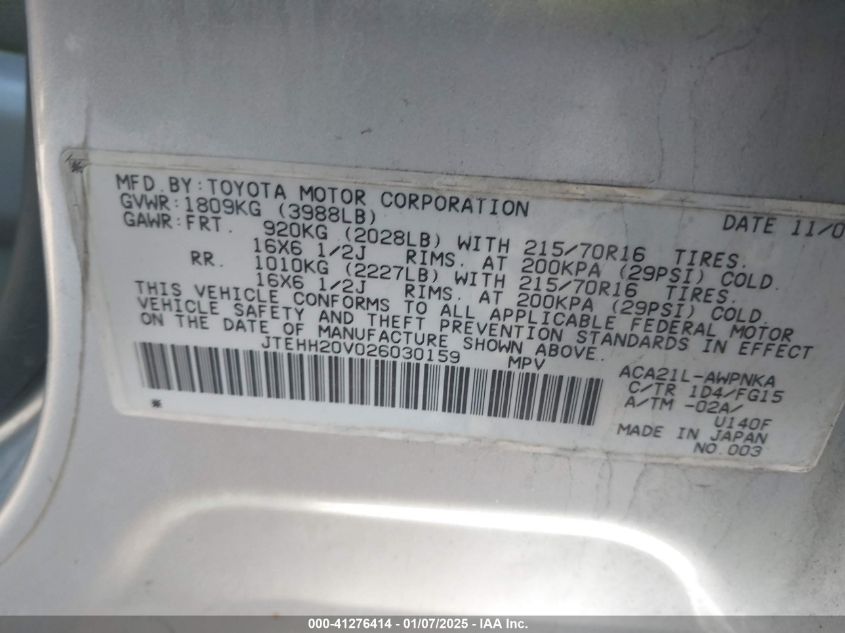 MFD.BY:TOYOTA MOTOR CORPORATION DATE 11/0
GVWR:1809KG (3988LB)
GAWR:FRT. 920KG (2028LB) WITH 215/70R16 TIRES.
16X6 1/2J RIMS. AT 200KPA (29PSI) COLD.
RR. 1010KG (2227LB) WITH 215/70R16 TIRES.
16X6 1/2J RIMS. AT 200KPA (29PSI) COLD.
THIS VEHICLE CONFORMS TO ALL APPLICABLE FEDERAL MOTOR
VEHICLE SAFETY AND THEFT PREVENTION STANDARDS IN EFFECT
ON THE DATE OF MANUFACTURE SHOWN ABOVE.
JTEHH20V026030159 MPV
ACA21L-AWPNKA
C/TR 1D4/FG15
A/TM -02A/
U140F
MADE IN JAPAN
NO.003
000-41276414 - 01/07/2025 - IAA Inc.